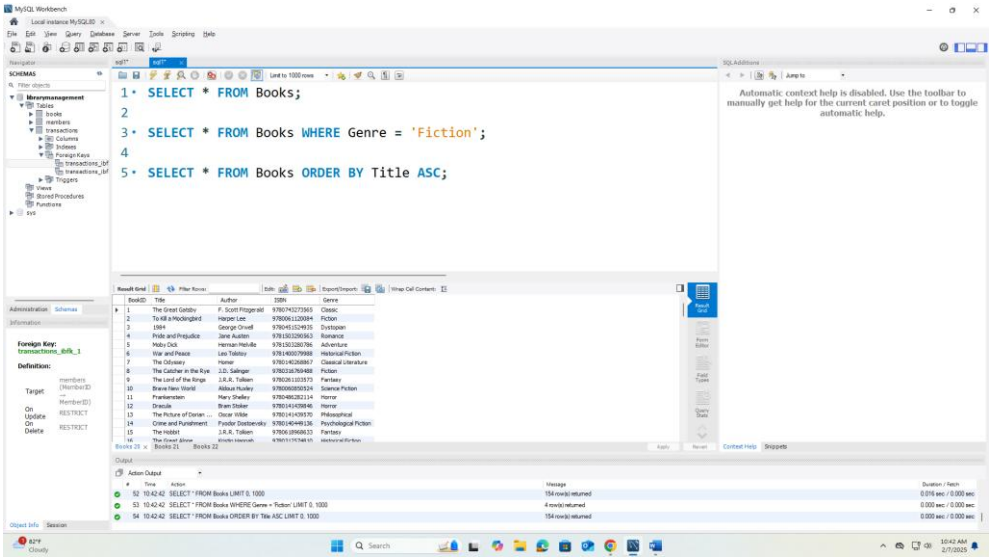 MySQL Workbench
Local instance MySQL80 ×
File Edit View Query Database Server Tools Scripting Help
Navigator
SCHEMAS
Filter objects
librarymanagement
Tables
books
members
transactions
Columns
Indexes
Foreign Keys
transactions_ibf
transactions_ibf
Triggers
Views
Stored Procedures
Functions
sys
Administration Schemas
Information
Foreign Key:
transactions_ibfk_1
Definition:
Target members (MemberID → MemberID)
On Update RESTRICT
On Delete RESTRICT
Object Info Session
Limit to 1000 rows
1 SELECT * FROM Books;
2
3 SELECT * FROM Books WHERE Genre = 'Fiction';
4
5 SELECT * FROM Books ORDER BY Title ASC;
Result Grid Filter Rows: Edit: Export/Import: Wrap Cell Content:
BookID Title Author ISBN Genre
1 The Great Gatsby F. Scott Fitzgerald 9780743273565 Classic
2 To Kill a Mockingbird Harper Lee 9780061120084 Fiction
3 1984 George Orwell 9780451524935 Dystopian
4 Pride and Prejudice Jane Austen 9781503290563 Romance
5 Moby Dick Herman Melville 9781503280786 Adventure
6 War and Peace Leo Tolstoy 9781400079988 Historical Fiction
7 The Odyssey Homer 9780140268867 Classical Literature
8 The Catcher in the Rye J.D. Salinger 9780316769488 Fiction
9 The Lord of the Rings J.R.R. Tolkien 9780261103573 Fantasy
10 Brave New World Aldous Huxley 9780060850524 Science Fiction
11 Frankenstein Mary Shelley 9780486282114 Horror
12 Dracula Bram Stoker 9780141439846 Horror
13 The Picture of Dorian ... Oscar Wilde 9780141439570 Philosophical
14 Crime and Punishment Fyodor Dostoevsky 9780140449136 Psychological Fiction
15 The Hobbit J.R.R. Tolkien 9780618968633 Fantasy
16 The Great Alone Kristin Hannah Historical Fiction
Result Grid
Form Editor
Field Types
Query Stats
Books 23 × Books 21 Books 22
Apply Revert
SQL Additions
Jump to
Automatic context help is disabled. Use the toolbar to
manually get help for the current caret position or to toggle
automatic help.
Context Help Snippets
Output
Action Output
# Time Action Message Duration / Fetch
52 10:42:42 SELECT * FROM Books LIMIT 0, 1000 154 row(s) returned 0.016 sec / 0.000 sec
53 10:42:42 SELECT * FROM Books WHERE Genre = 'Fiction' LIMIT 0, 1000 4 row(s) returned 0.000 sec / 0.000 sec
54 10:42:42 SELECT * FROM Books ORDER BY Title ASC LIMIT 0, 1000 154 row(s) returned 0.000 sec / 0.000 sec
82°F
Cloudy
Search
10:42 AM
2/7/2025